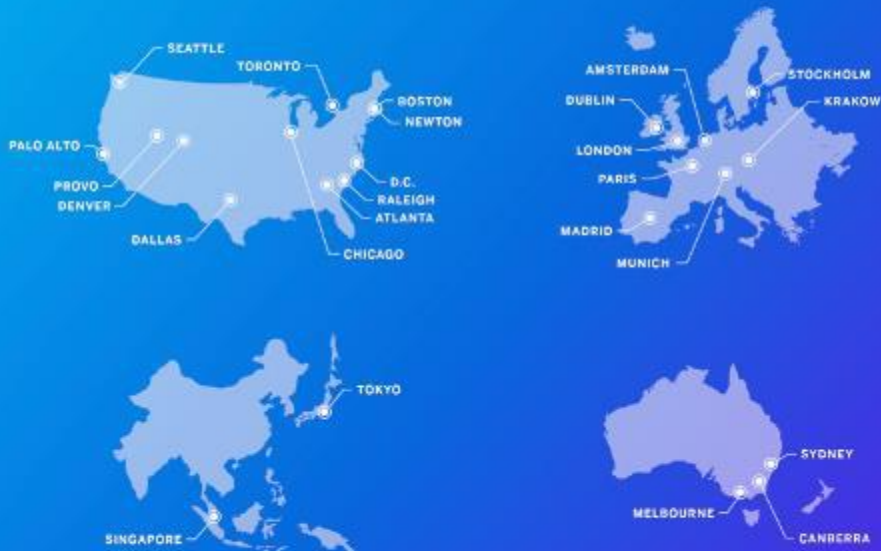 SEATTLE
TORONTO
BOSTON
NEWTON
PALO ALTO
PROVO
DENVER
D.C.
RALEIGH
ATLANTA
DALLAS
CHICAGO
AMSTERDAM
STOCKHOLM
DUBLIN
KRAKOW
LONDON
PARIS
MADRID
MUNICH
TOKYO
SINGAPORE
SYDNEY
MELBOURNE
CANBERRA